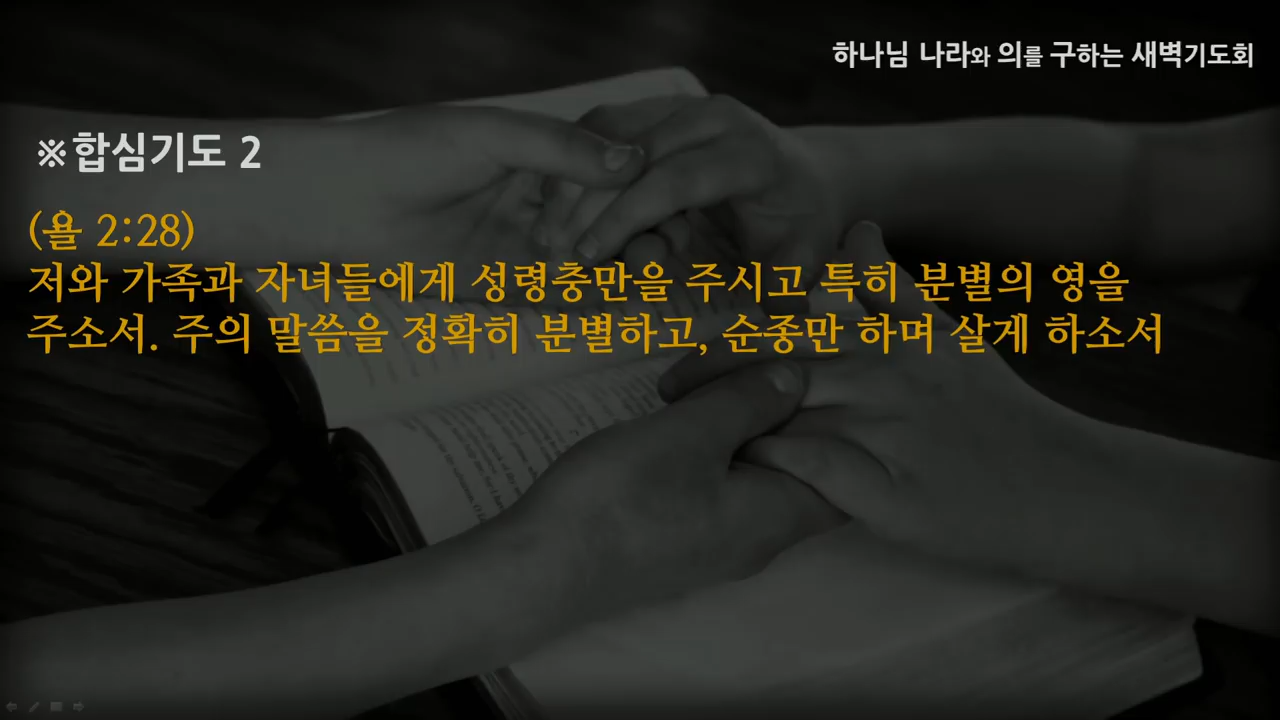 하나님 나라와 의를 구하는 새벽기도회
※합심기도 2
(욜 2:28)
저와 가족과 자녀들에게 성령충만을 주시고 특히 분별의 영을
주소서. 주의 말씀을 정확히 분별하고, 순종만 하며 살게 하소서